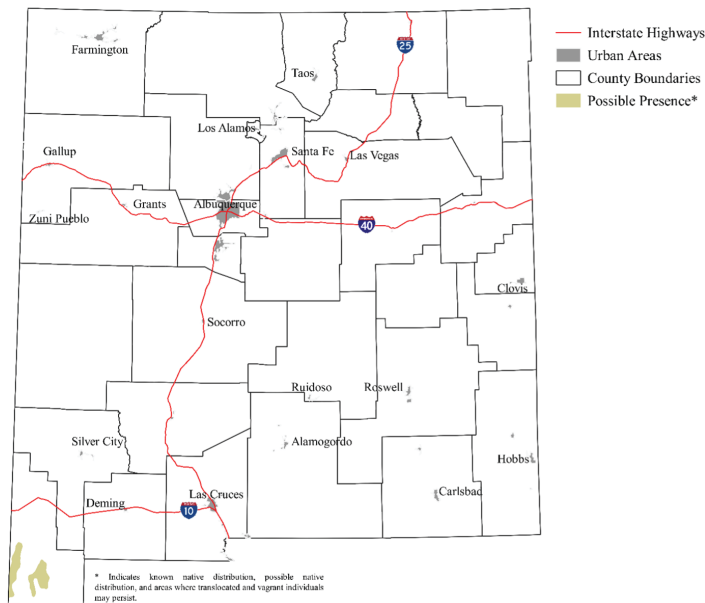 Farmington
25
Interstate Highways
Urban Areas
County Boundaries
Possible Presence*
Taos
Los Alamos
Santa Fe
Las Vegas
Gallup
Grants
Albuquerque
Zuni Pueblo
40
Clovis
Socorro
Ruidoso
Roswell
Silver City
Alamogordo
Hobbs
Las Cruces
Carlsbad
Deming
10
* Indicates known native distribution, possible native
distribution, and areas where translocated and vagrant individuals
may persist.